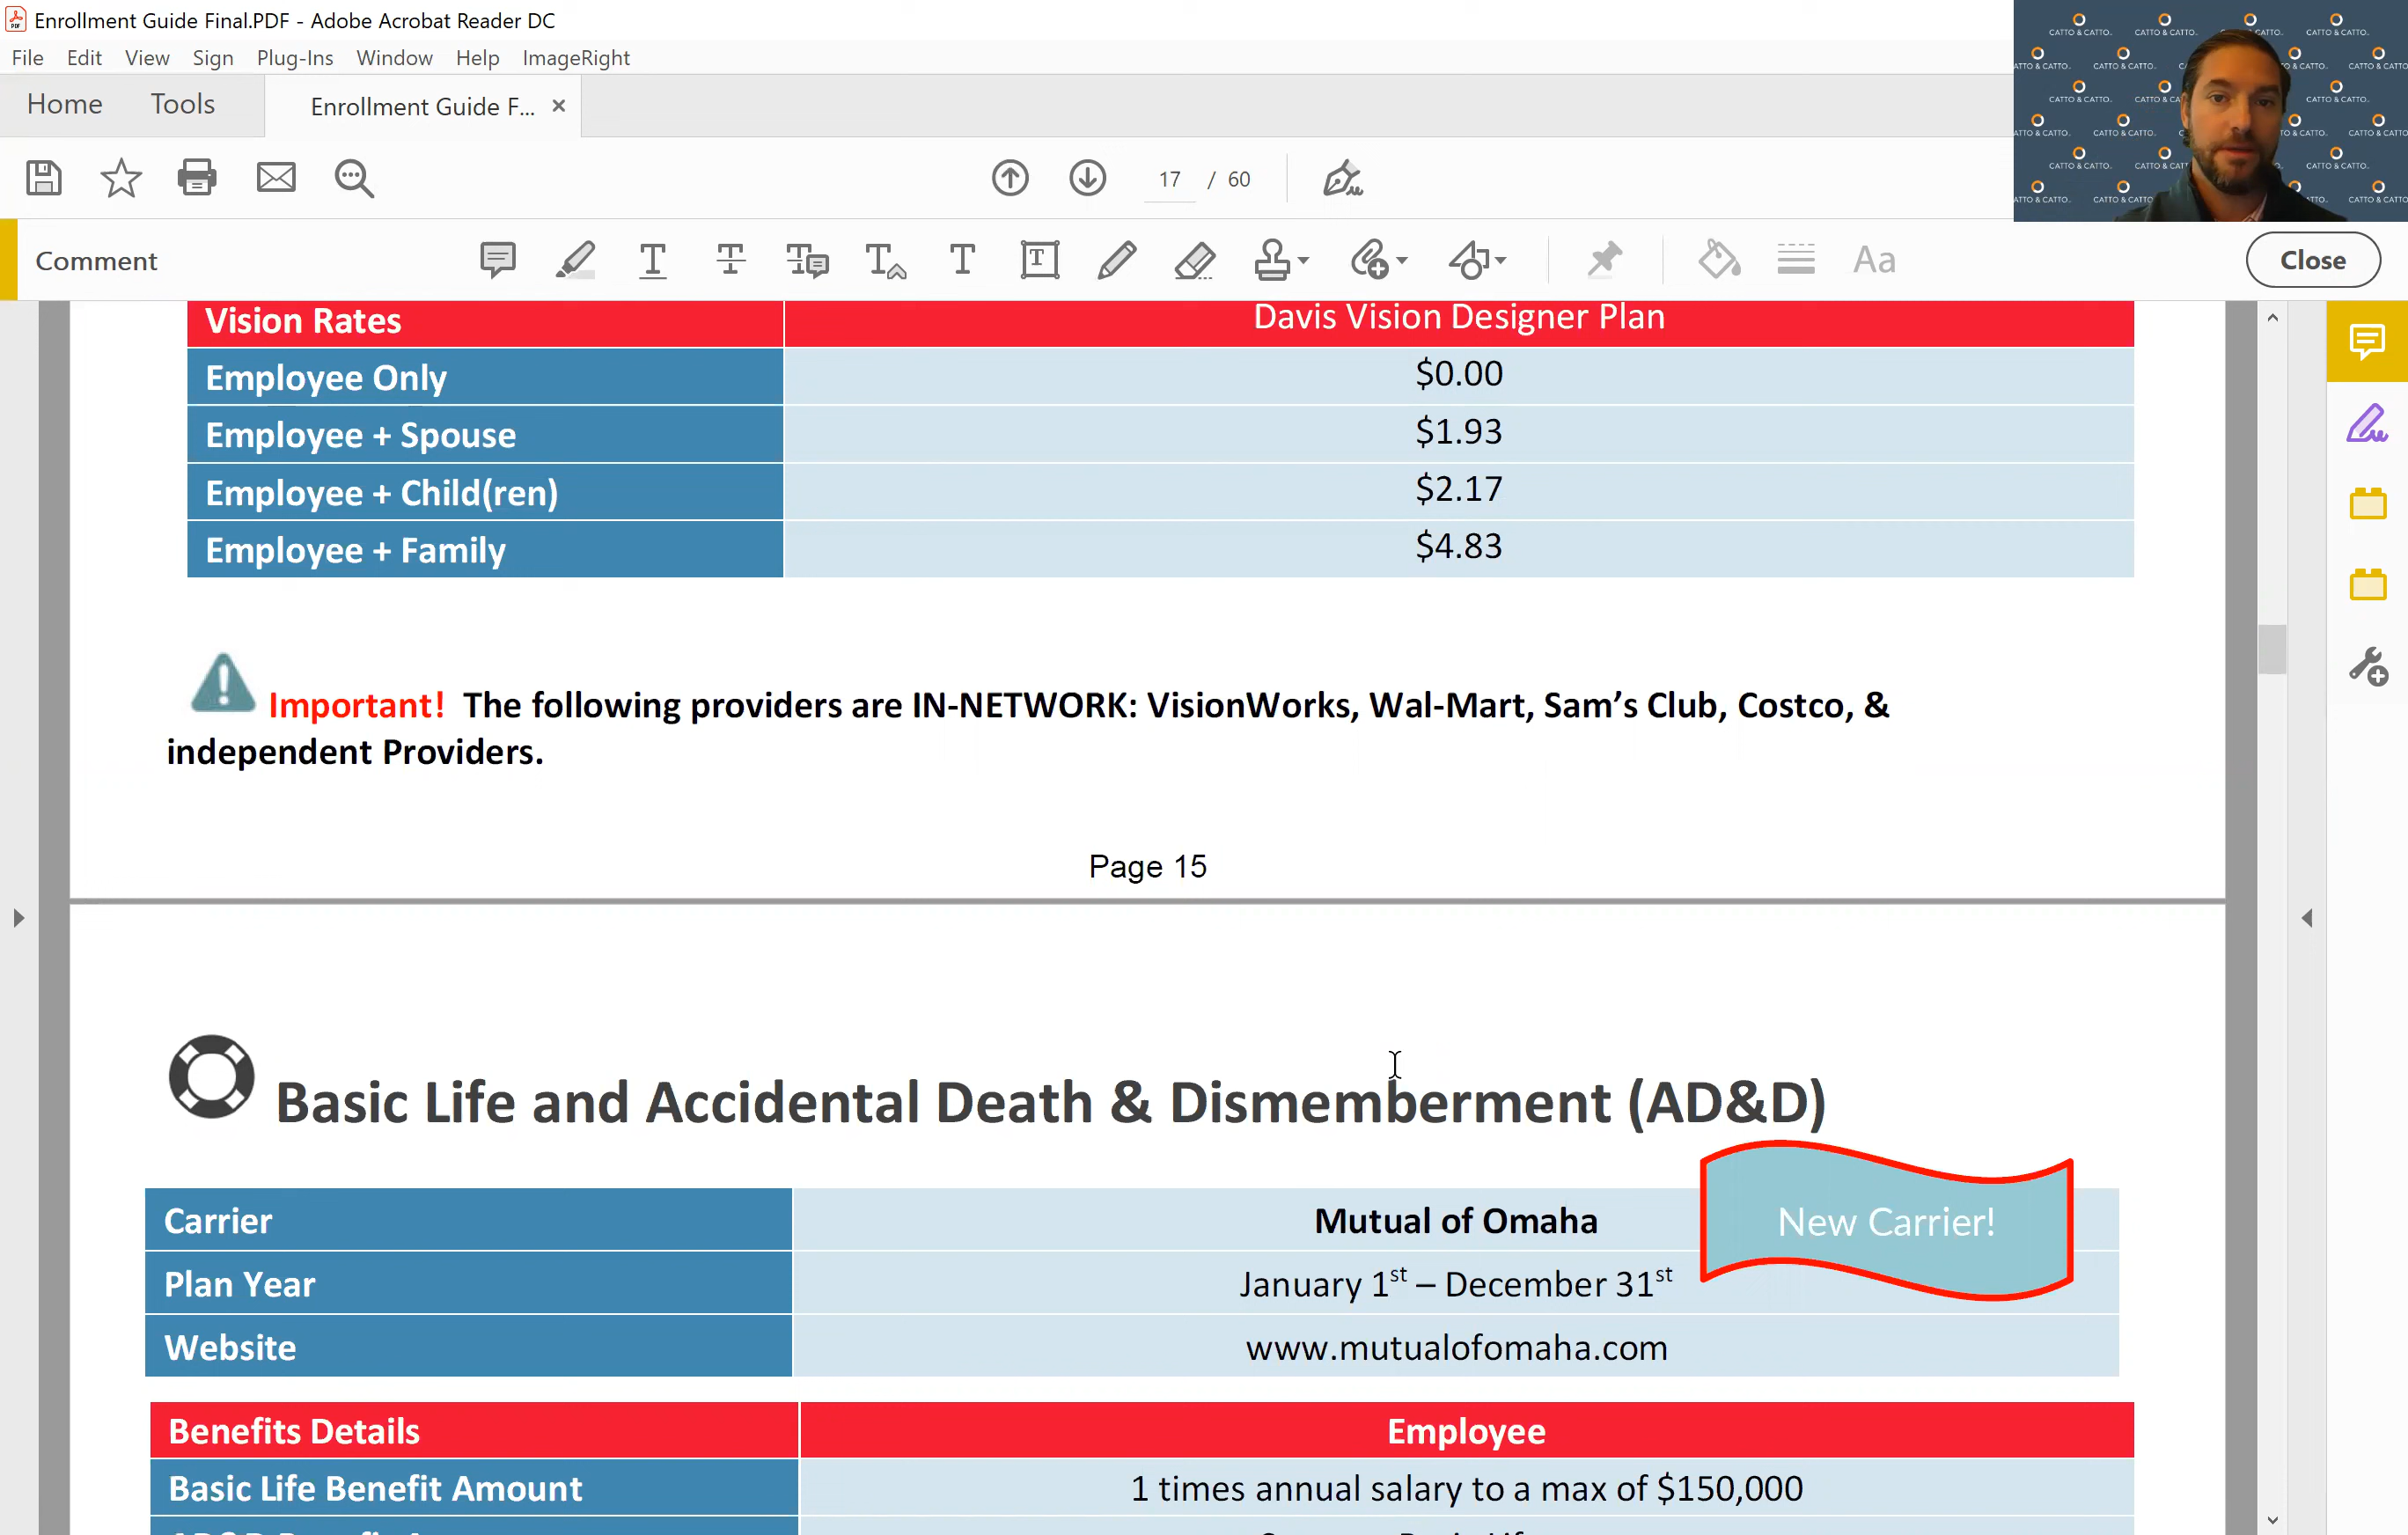 Enrollment Guide Final.PDF - Adobe Acrobat Reader DC
File Edit View Sign Plug-Ins Window Help ImageRight
Home Tools Enrollment Guide F... ×
17 / 60
Comment
T T T T T T Aa
Close
CATTO & CATTO
Vision Rates Davis Vision Designer Plan
Employee Only $0.00
Employee + Spouse $1.93
Employee + Child(ren) $2.17
Employee + Family $4.83
Important! The following providers are IN-NETWORK: VisionWorks, Wal-Mart, Sam's Club, Costco, &
independent Providers.
Page 15
Basic Life and Accidental Death & Dismemberment (AD&D)
Carrier Mutual of Omaha New Carrier!
Plan Year January 1st – December 31st
Website www.mutualofomaha.com
Benefits Details Employee
Basic Life Benefit Amount 1 times annual salary to a max of $150,000